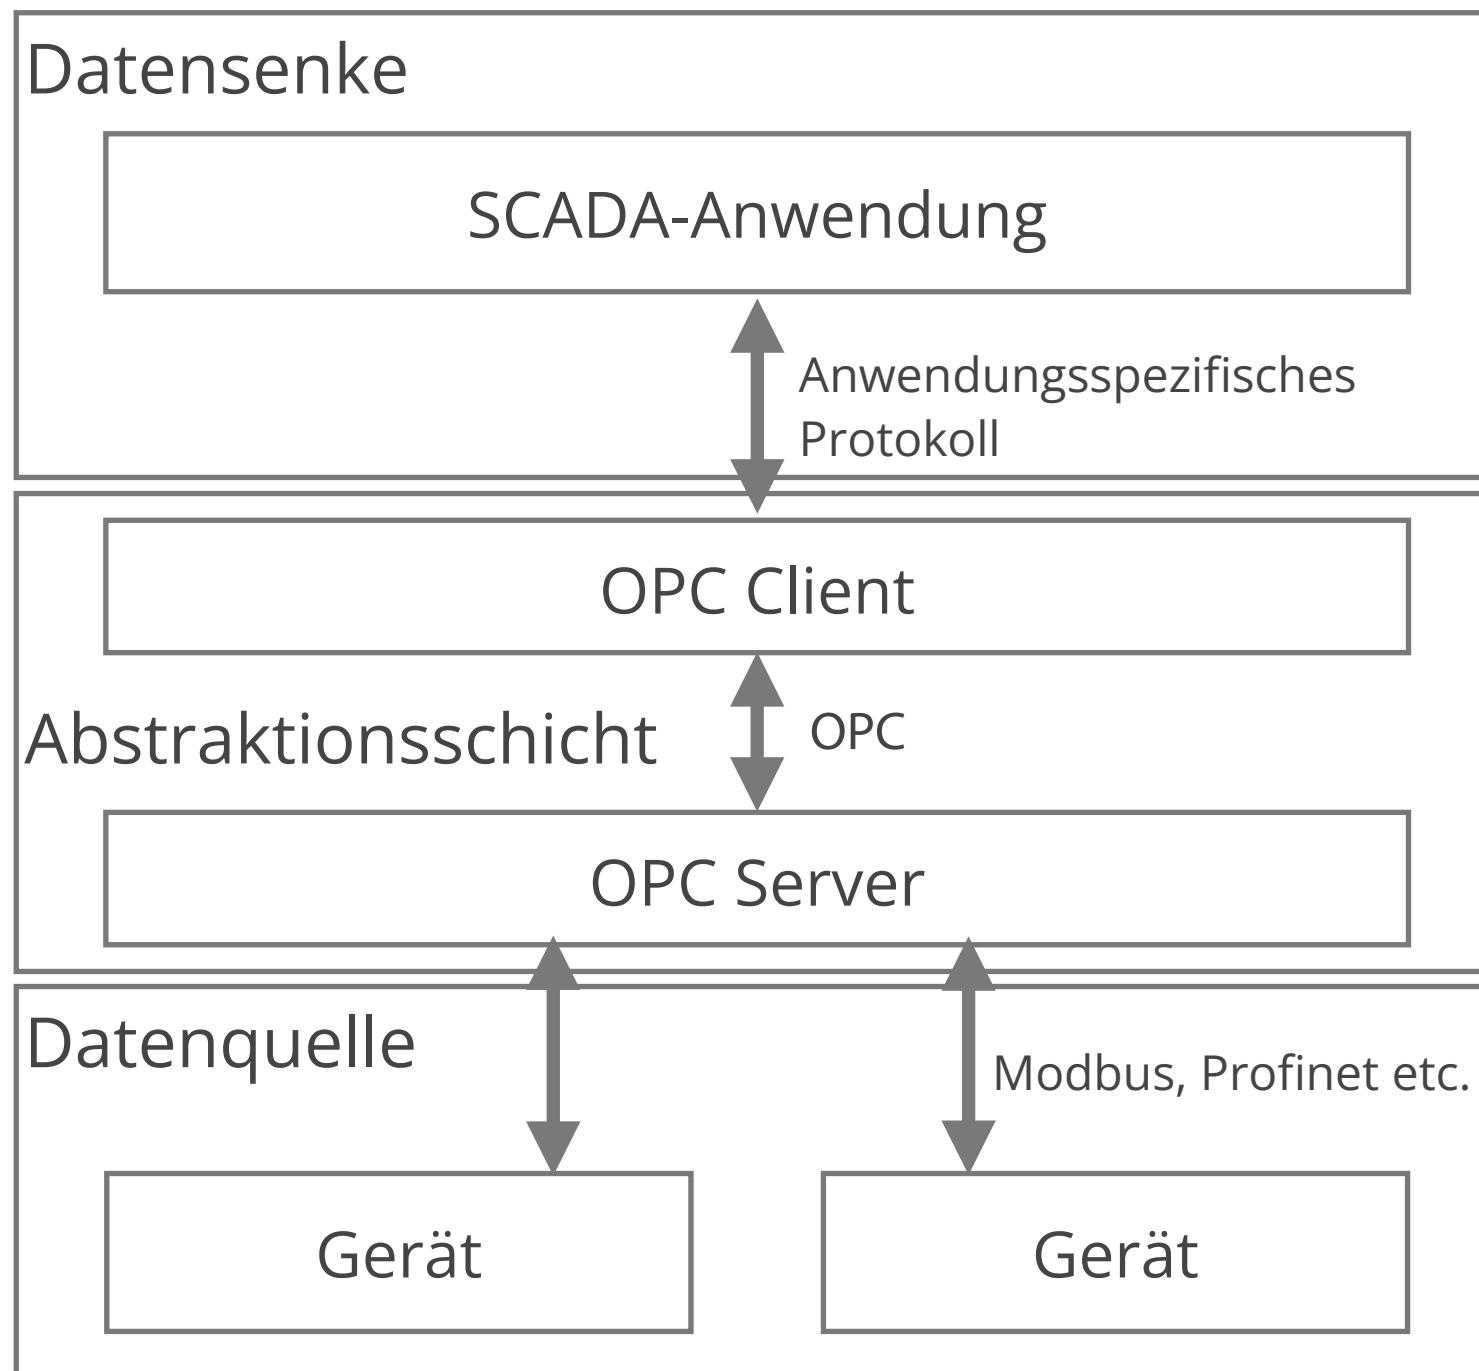 Datensenke
SCADA-Anwendung
Anwendungsspezifisches
Protokoll
OPC Client
Abstraktionsschicht
OPC
OPC Server
Datenquelle
Modbus, Profinet etc.
Gerät
Gerät